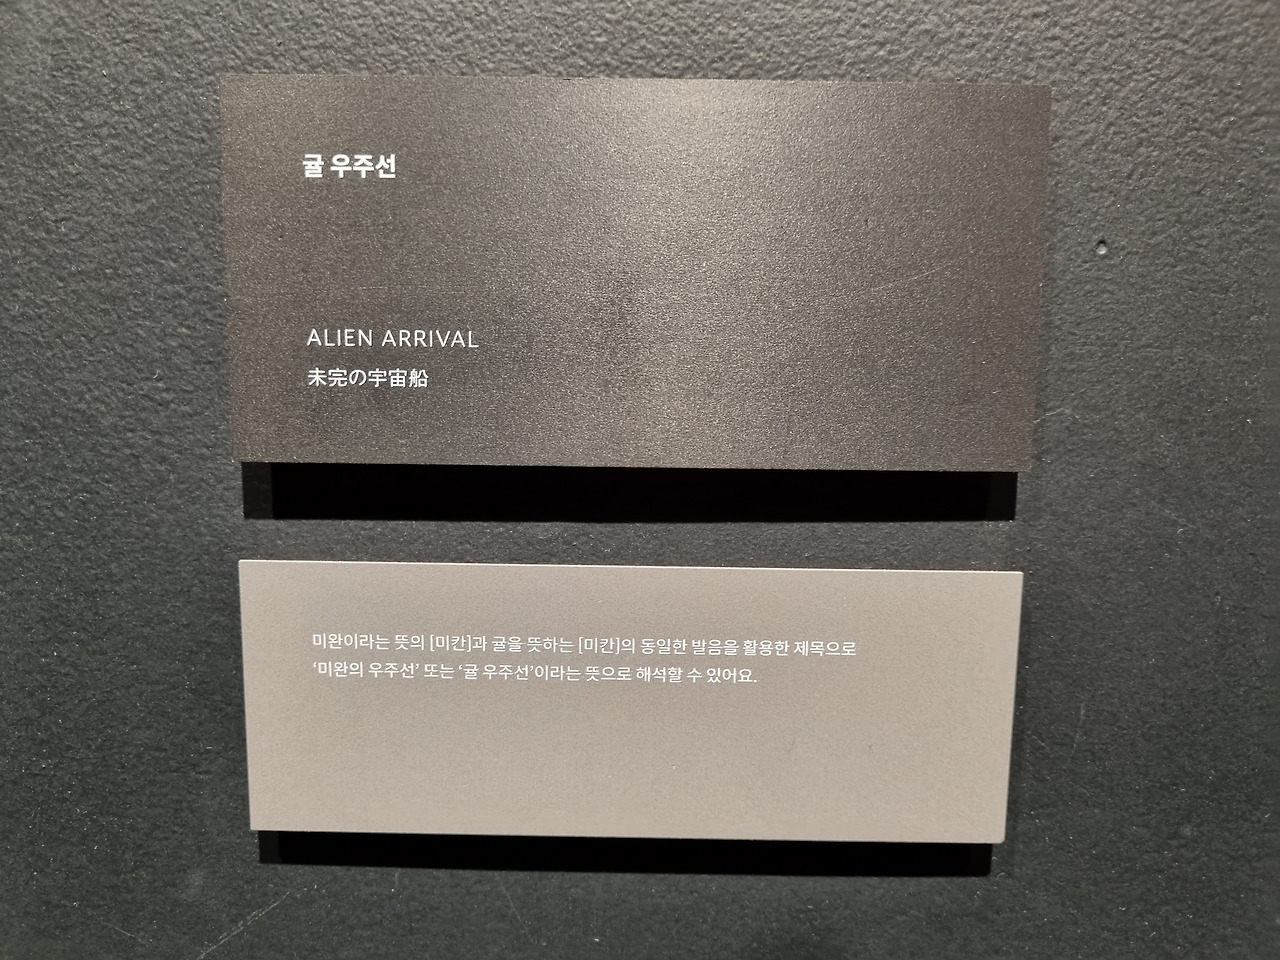 귤 우주선
ALIEN ARRIVAL
未完の宇宙船
미완이라는 뜻의 [미칸]과 귤을 뜻하는 [미칸]의 동일한 발음을 활용한 제목으로
‘미완의 우주선’ 또는 ‘귤 우주선’이라는 뜻으로 해석할 수 있어요.